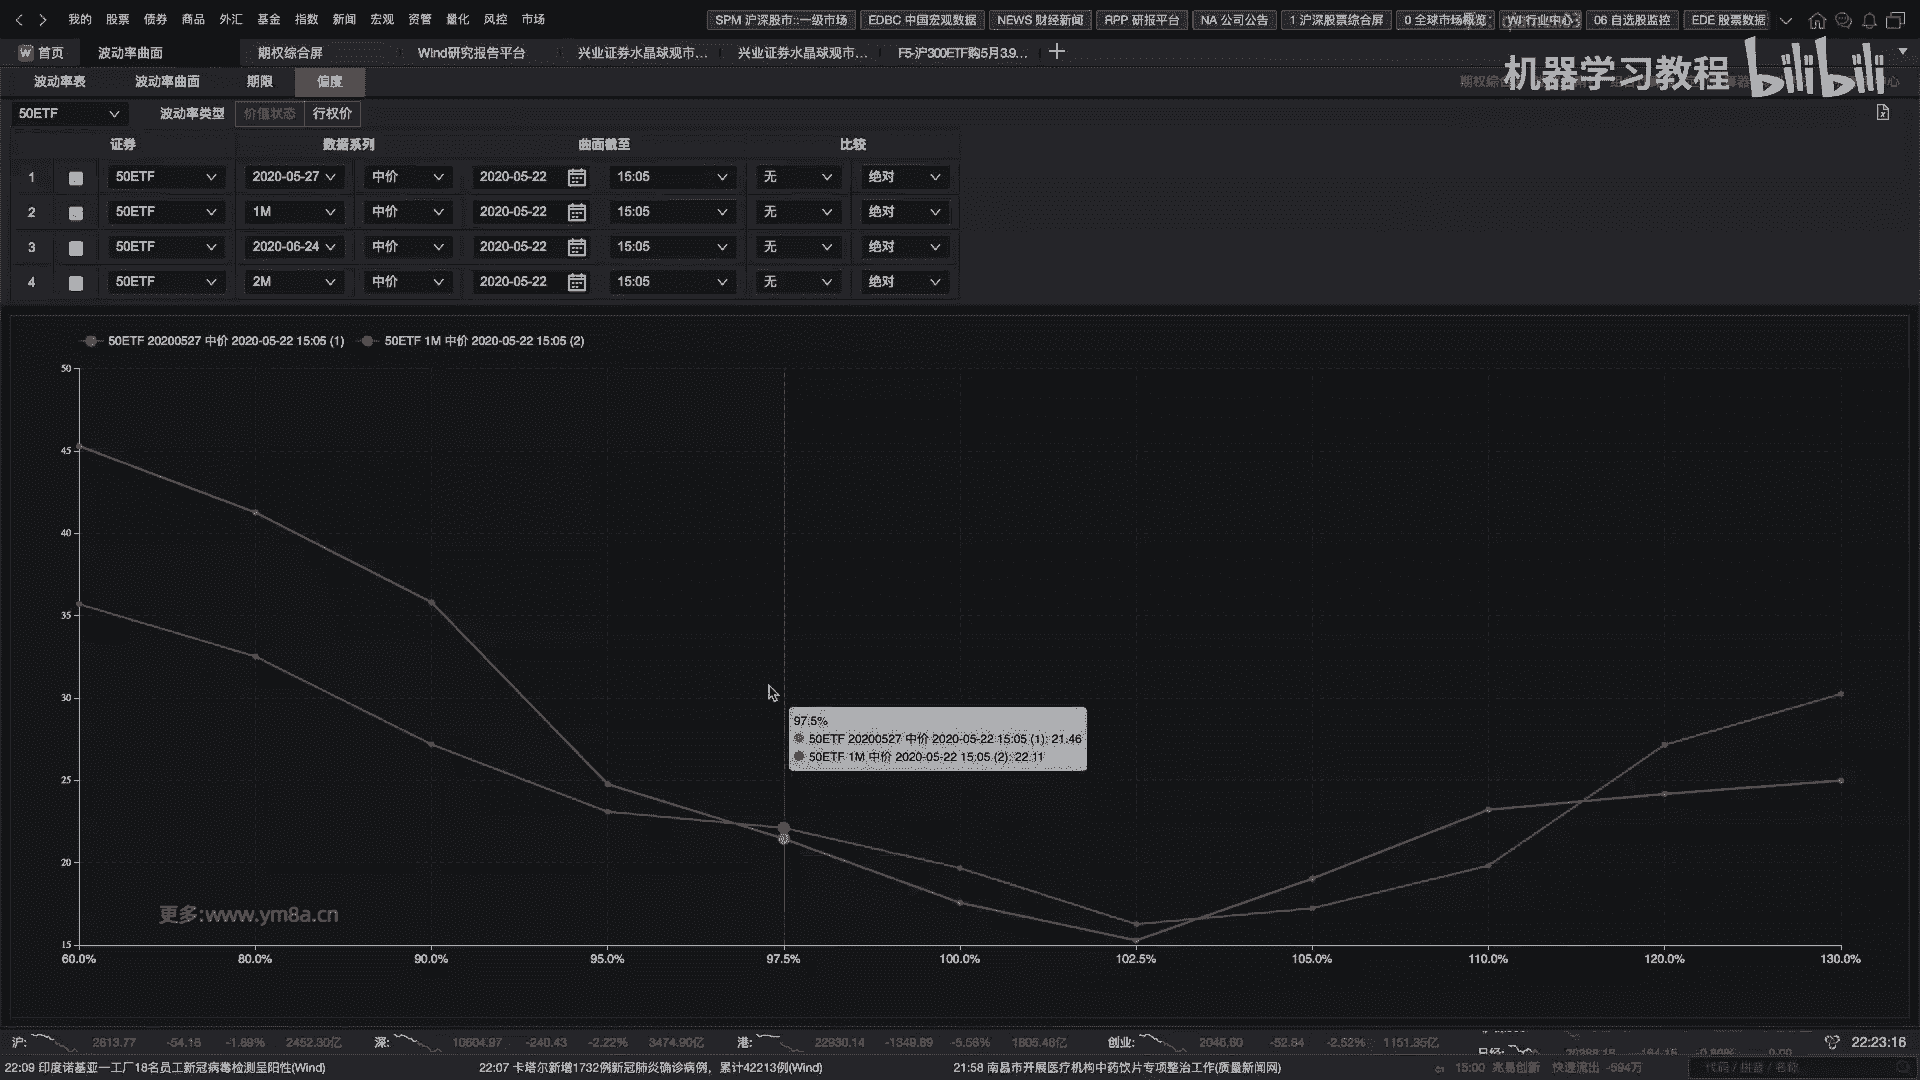 我的 股票 债券 商品 外汇 基金 指数 新闻 宏观 资管 量化 风控 市场 SPM 沪深股市::一级市场 EDBC 中国宏观数据 NEWS 财经新闻 RPP 研报平台 NA 公司公告 1 沪深股票综合屏 0 全球市场概览 WI 行业中心 06 自选股监控 EDE 股票数据
W 首页 波动率曲面 期权综合屏 Wind研究报告平台 兴业证券水晶球观市... 兴业证券水晶球观市... F5-沪300ETF购5月3.9...
机器学习教程 bilibili
波动率表 波动率曲面 期限 偏度
50ETF 波动率类型 价值状态 行权价
证券 数据系列 曲面截至 比较
1 50ETF 2020-05-27 中价 2020-05-22 15:05 无 绝对
2 50ETF 1M 中价 2020-05-22 15:05 无 绝对
3 50ETF 2020-06-24 中价 2020-05-22 15:05 无 绝对
4 50ETF 2M 中价 2020-05-22 15:05 无 绝对
50ETF 20200527 中价 2020-05-22 15:05 (1) 50ETF 1M 中价 2020-05-22 15:05 (2)
50
45
40
35
30
25
20
15
97.5%
50ETF 20200527 中价 2020-05-22 15:05 (1): 21.46
50ETF 1M 中价 2020-05-22 15:05 (2): 22.11
更多:www.ym8a.cn
60.0% 80.0% 90.0% 95.0% 97.5% 100.0% 102.5% 105.0% 110.0% 120.0% 130.0%
沪: 2813.77 -54.16 -1.89% 2452.30亿 深: 10604.97 -240.43 -2.22% 3474.90亿 港: 22930.14 -1349.89 -5.56% 1805.48亿 创业: 2046.60 -52.84 -2.52% 1151.35亿 22:23:16
22:09 印度诺基亚一工厂18名员工新冠病毒检测呈阳性(Wind) 22:07 卡塔尔新增1732例新冠肺炎确诊病例，累计42213例(Wind) 21:58 南昌市开展医疗机构中药饮片专项整治工作(质量新闻网) 15:00 兆易创新 快速流出 -594万 代码 / 拼音 / 名称